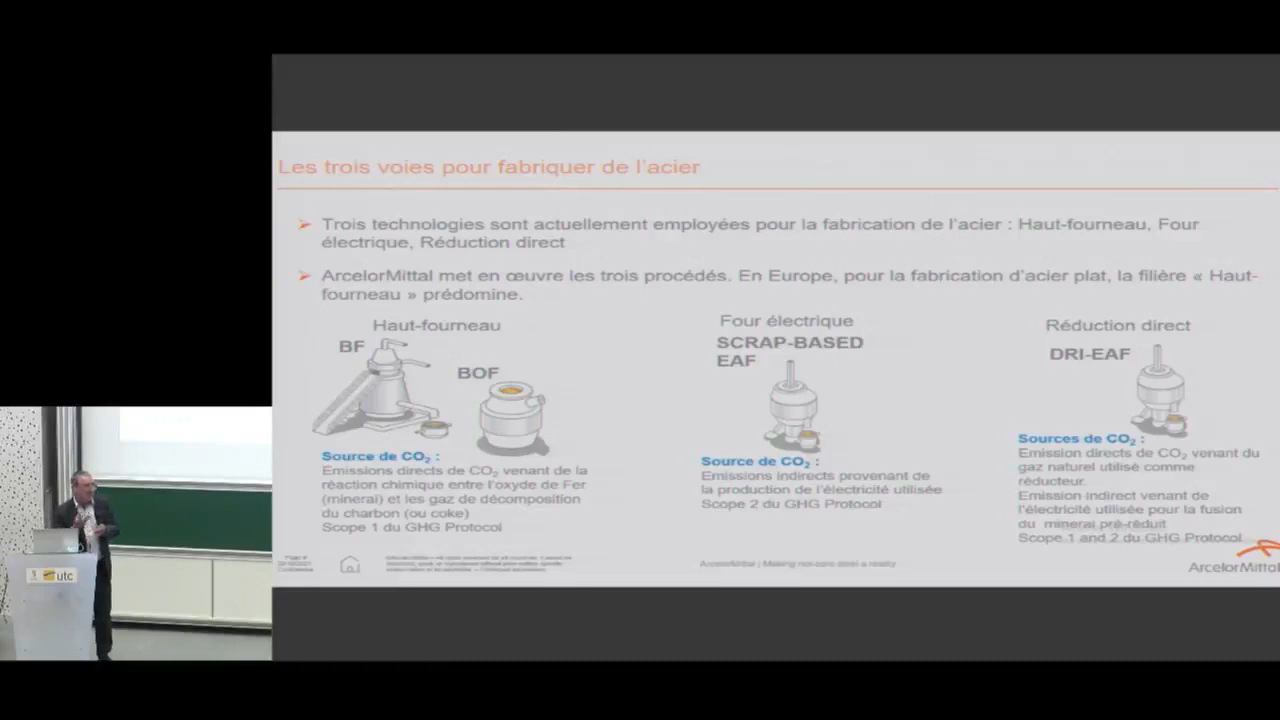 Les trois voies pour fabriquer de l'acier
Trois technologies sont actuellement employées pour la fabrication de l'acier : Haut-fourneau, Four
électrique, Réduction direct
ArcelorMittal met en œuvre les trois procédés. En Europe, pour la fabrication d'acier plat, la filière « Haut-
fourneau » prédomine.
Haut-fourneau
BF
BOF
Source de CO₂ :
Emissions directs de CO₂ venant de la
réaction chimique entre l'oxyde de Fer
(minerai) et les gaz de décomposition
du charbon (ou coke)
Scope 1 du GHG Protocol
Four électrique
SCRAP-BASED
EAF
Source de CO₂ :
Emissions indirects provenant de
la production de l'électricité utilisée
Scope 2 du GHG Protocol
Réduction direct
DRI-EAF
Sources de CO₂ :
Emission directs de CO₂ venant du
gaz naturel utilisé comme
réducteur.
Emission indirect venant de
l'électricité utilisée pour la fusion
du minerai pré-réduit
Scope 1 and 2 du GHG Protocol
ArcelorMittal | Making net-zero steel a reality
ArcelorMittal
utc